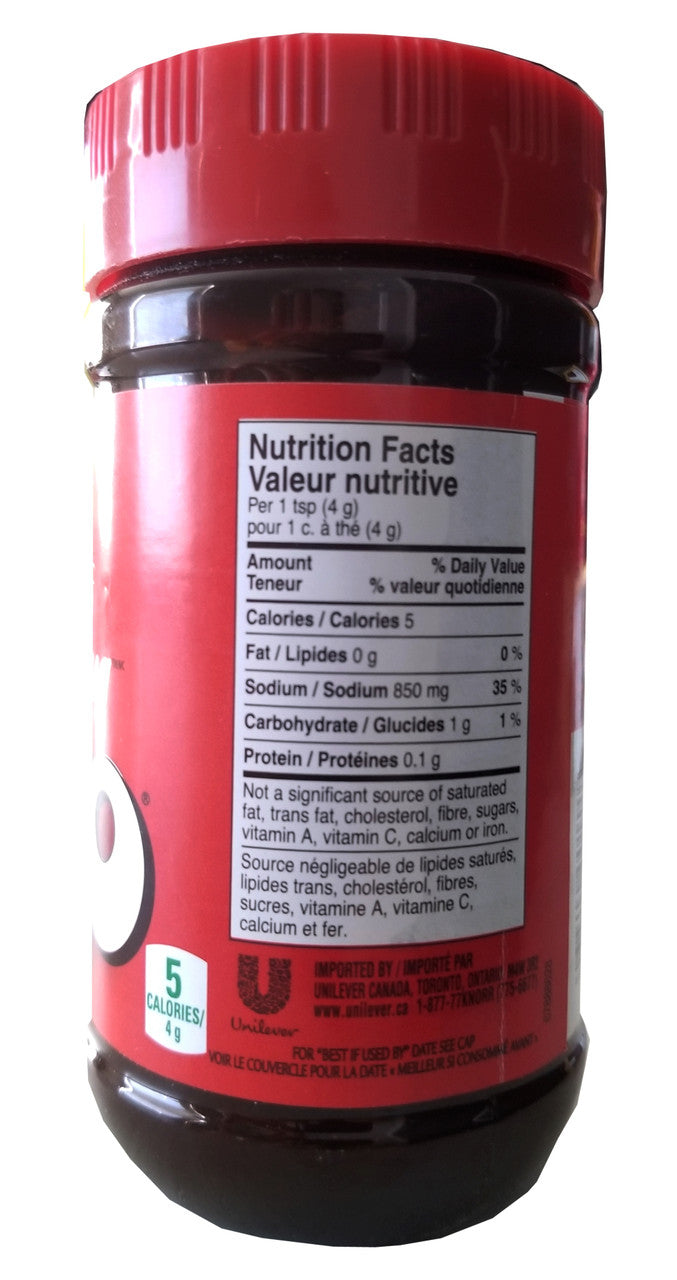 Nutrition Facts
Valeur nutritive
Per 1 tsp (4 g)
pour 1 c. à thé (4 g)
Amount % Daily Value
Teneur % valeur quotidienne
Calories / Calories 5
Fat / Lipides 0 g 0 %
Sodium / Sodium 850 mg 35 %
Carbohydrate / Glucides 1 g 1 %
Protein / Protéines 0.1 g
Not a significant source of saturated
fat, trans fat, cholesterol, fibre, sugars,
vitamin A, vitamin C, calcium or iron.
Source négligeable de lipides saturés,
lipides trans, cholestérol, fibres,
sucres, vitamine A, vitamine C,
calcium et fer.
®
5
CALORIES/
4 g
Unilever
IMPORTED BY / IMPORTÉ PAR
UNILEVER CANADA, TORONTO, ONTARIO
www.unilever.ca 1-877-77KNORR
FOR "BEST IF USED BY" DATE SEE CAP
VOIR LE COUVERCLE POUR LA DATE « MEILLEUR SI CONSOMMÉ AVANT »